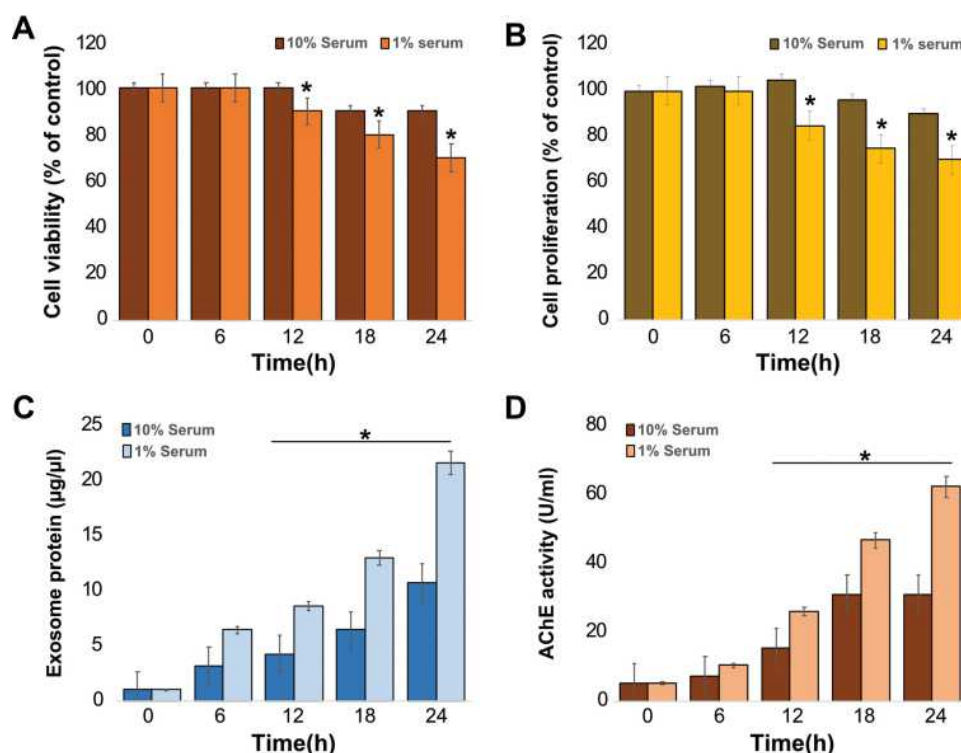 A
10% Serum 1% serum
Cell viability (% of control)
120
100
80
60
40
20
0
*
*
*
0 6 12 18 24
Time(h)
B
10% Serum 1% serum
Cell proliferation (% of control)
120
100
80
60
40
20
0
*
*
*
0 6 12 18 24
Time(h)
C
10% Serum
1% Serum
Exosome protein (µg/µl)
25
20
15
10
5
0
*
0 6 12 18 24
Time(h)
D
10% Serum
1% Serum
AChE activity (U/ml)
80
60
40
20
0
*
0 6 12 18 24
Time(h)